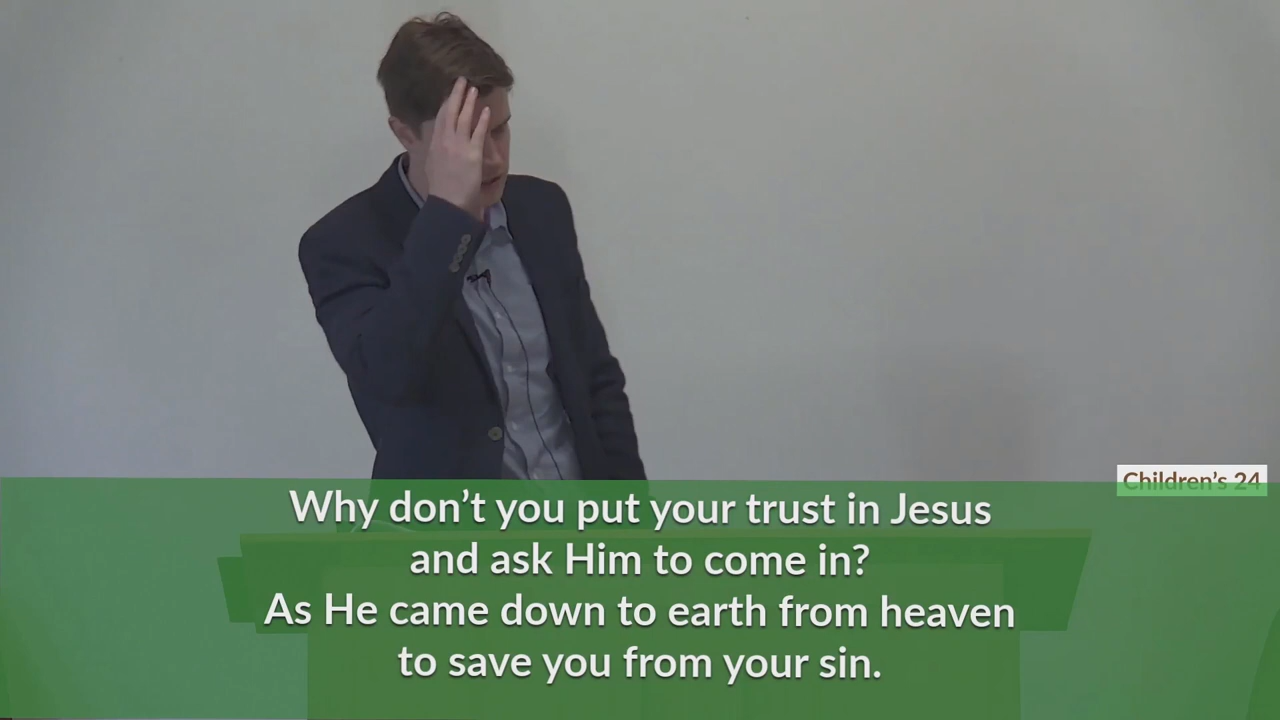 Children's 24
Why don't you put your trust in Jesus
and ask Him to come in?
As He came down to earth from heaven
to save you from your sin.